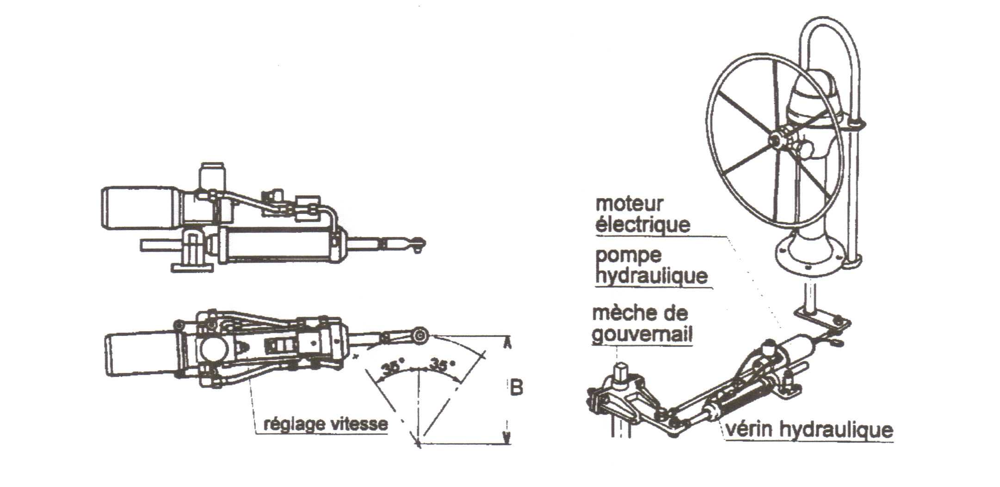 moteur
électrique
pompe
hydraulique
mèche de
gouvernail
35°
35°
B
réglage vitesse
vérin hydraulique